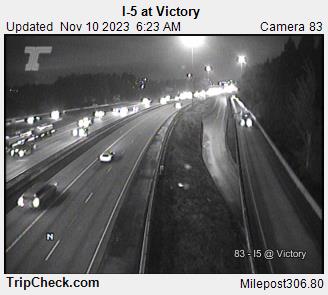 I-5 at Victory
Updated Nov 10 2023 6:23 AM Camera 83
T
N
83 - I5 @ Victory
TripCheck.com Milepost306.80